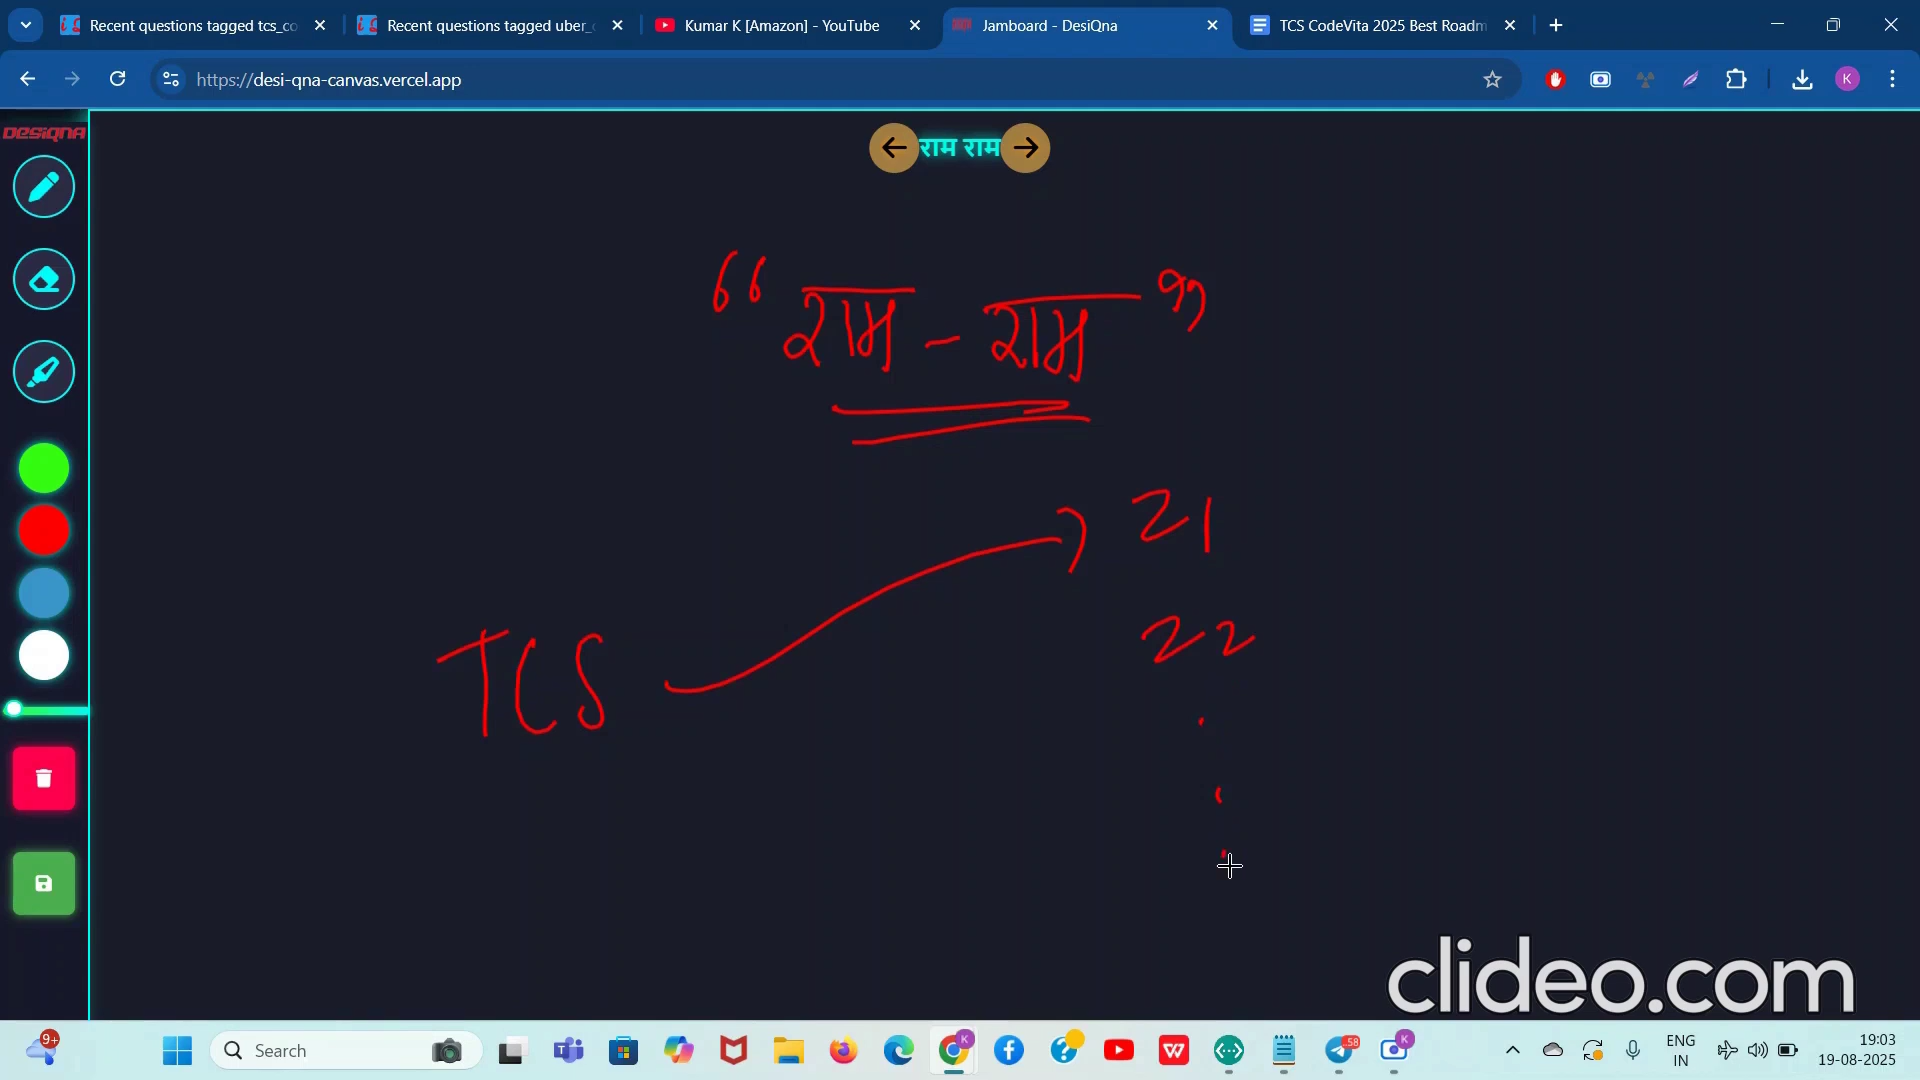 Recent questions tagged tcs_co
Recent questions tagged uber_
Kumar K [Amazon] - YouTube
Jamboard - DesiQna
TCS CodeVita 2025 Best Roadm
https://desi-qna-canvas.vercel.app
K
DESIQNA
राम राम
“ राम - राम ”
21
22
TCS
clideo.com
9+
Search
K
.58
K
ENG
IN
19:03
19-08-2025